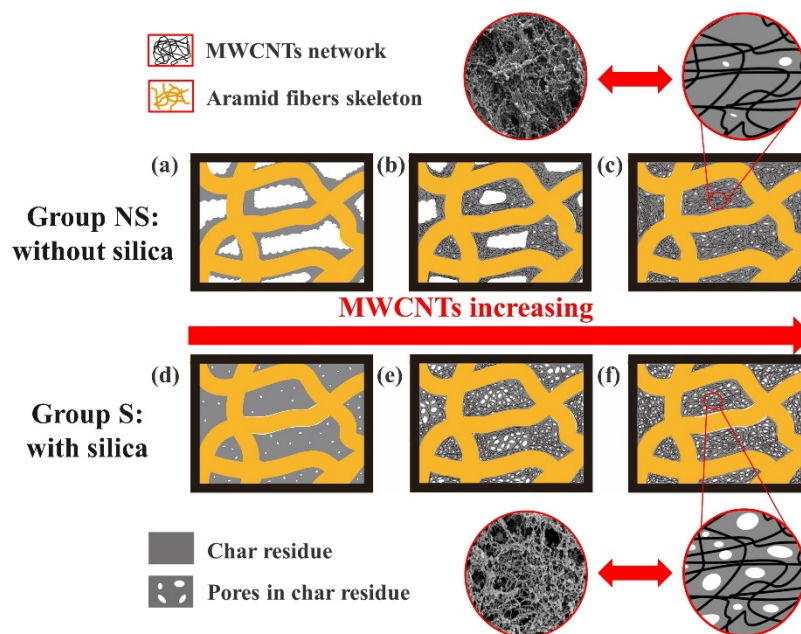 MWCNTs network
Aramid fibers skeleton
(a)
(b)
(c)
Group NS:
without silica
MWCNTs increasing
(d)
(e)
(f)
Group S:
with silica
Char residue
Pores in char residue